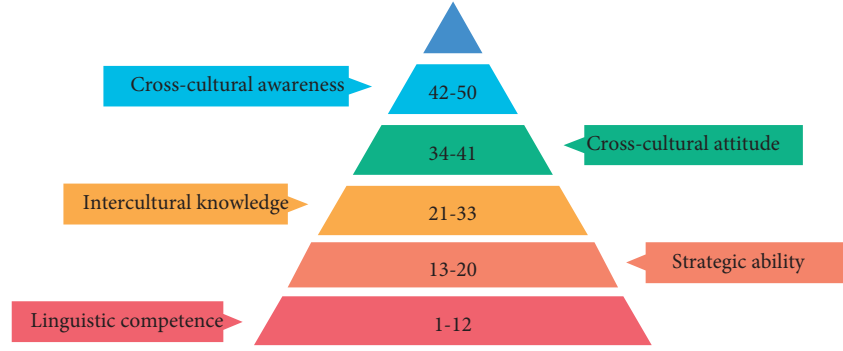 Cross-cultural awareness
42-50
34-41
Cross-cultural attitude
Intercultural knowledge
21-33
13-20
Strategic ability
Linguistic competence
1-12